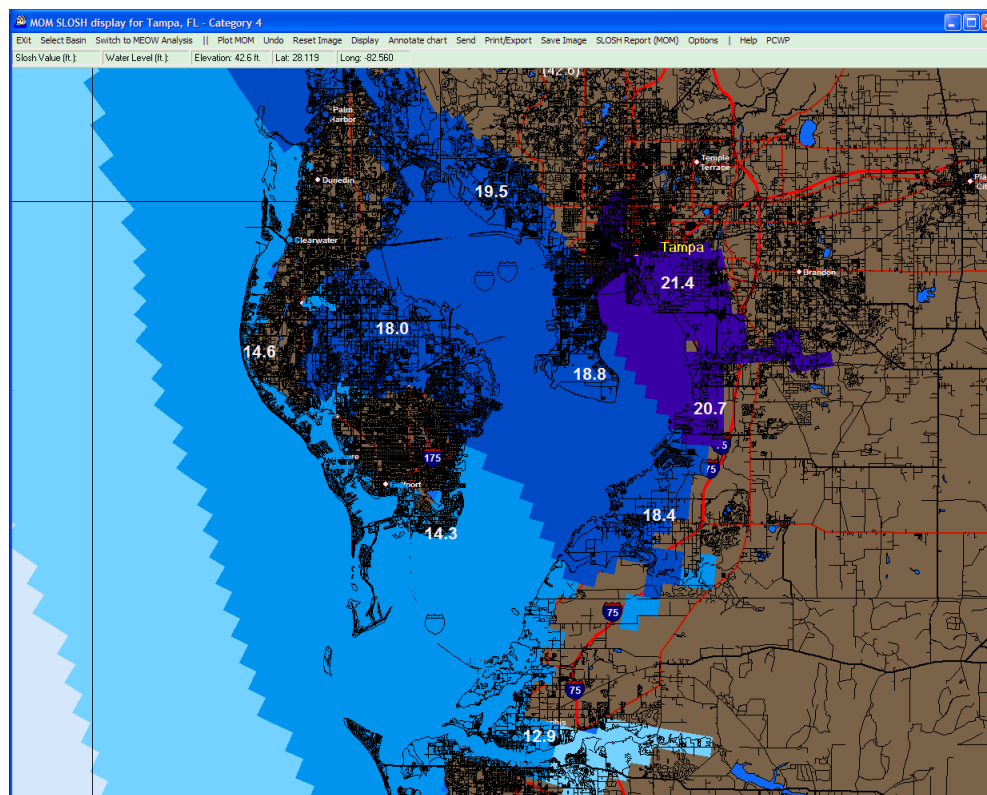 MOM SLOSH display for Tampa, FL - Category 4
EXit Select Basin Switch to MEOW Analysis || Plot MOM Undo Reset Image Display Annotate chart Send Print/Export Save Image SLOSH Report (MOM) Options | Help PCWP
Slosh Value (ft.): Water Level (ft.): Elevation: 42.6 ft. Lat: 28.119 Long: -82.560
(42.6)
Palm
Harbor
Temple
Terrace
Dunedin
19.5
Clearwater
Tampa
Brandon
21.4
18.0
14.6
18.8
20.7
175
75
18.4
14.3
75
75
12.9